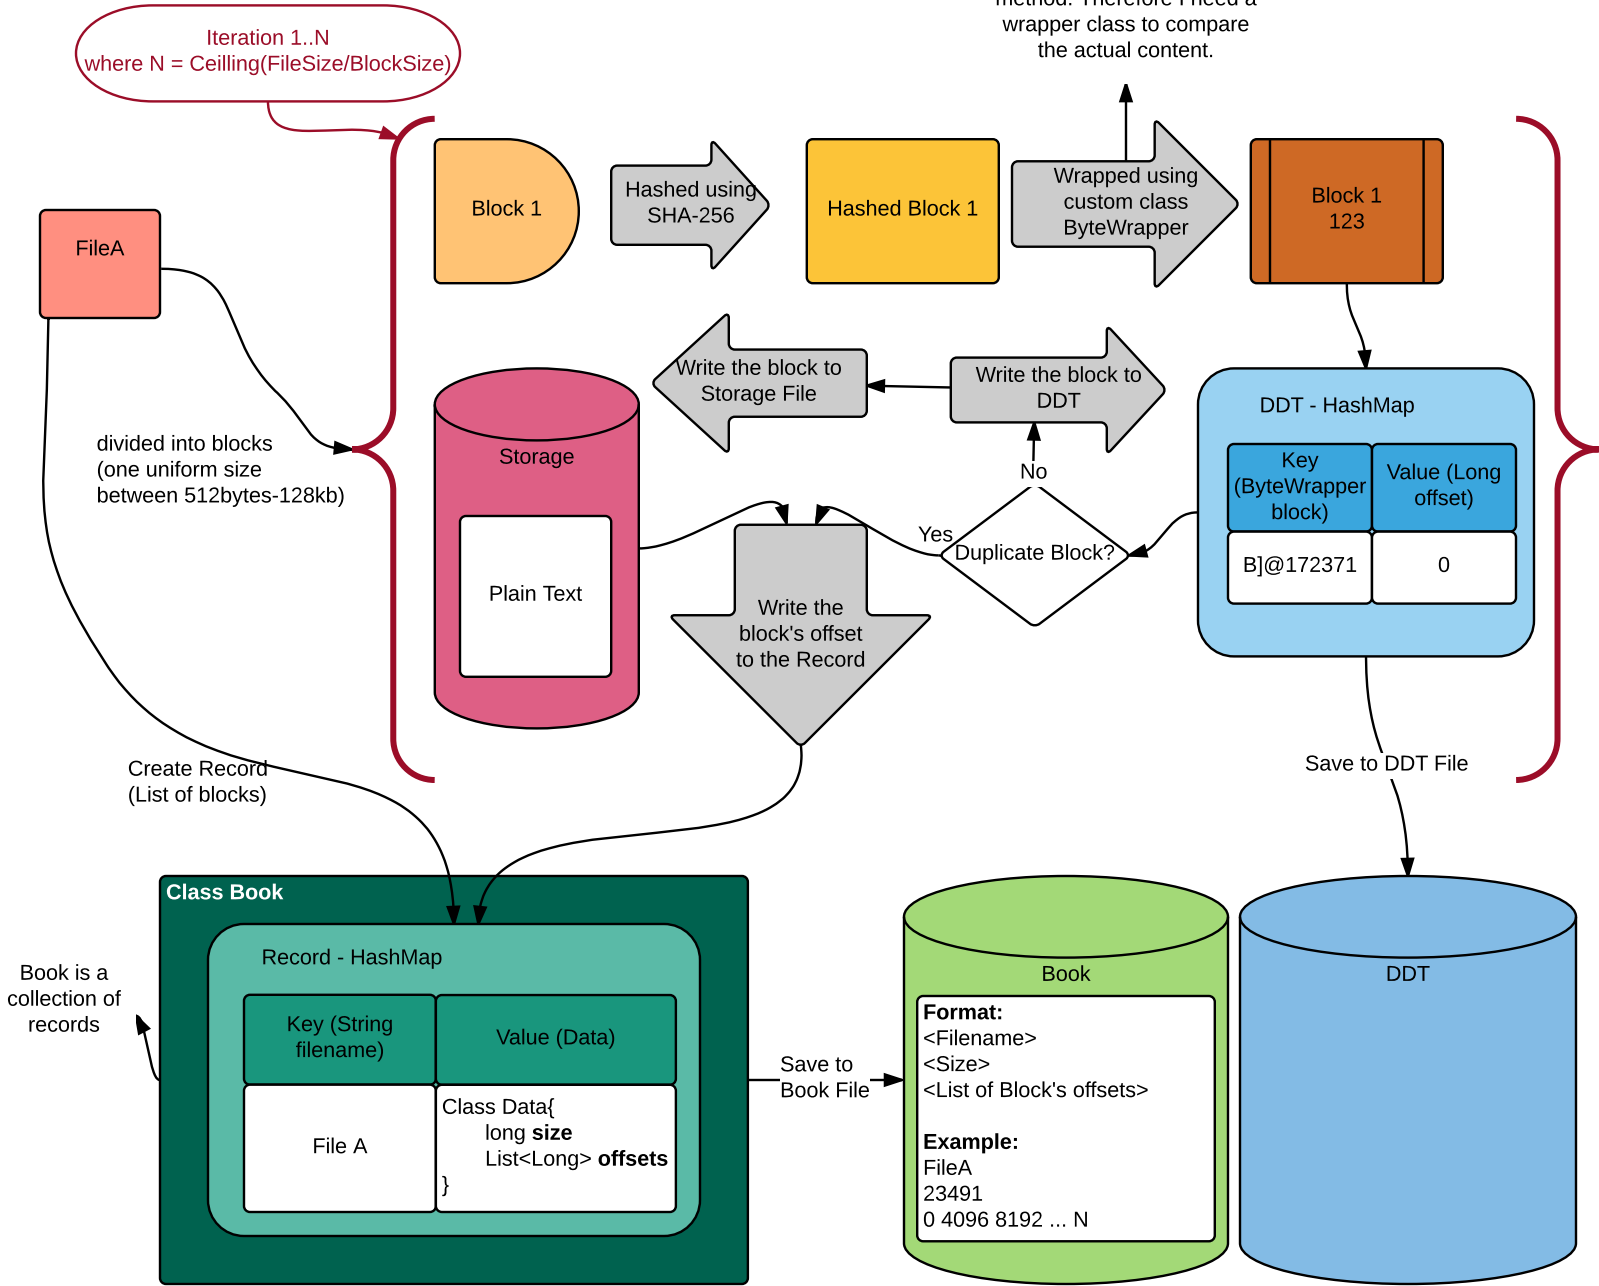 method. Therefore I need a
wrapper class to compare
the actual content.
Iteration 1..N
where N = Ceilling(FileSize/BlockSize)
Block 1
Hashed using
SHA-256
Hashed Block 1
Wrapped using
custom class
ByteWrapper
Block 1
123
FileA
divided into blocks
(one uniform size
between 512bytes-128kb)
Write the block to
Storage File
Write the block to
DDT
DDT - HashMap
Key
(ByteWrapper
block)
Value (Long
offset)
B]@172371
0
Storage
Plain Text
No
Yes
Duplicate Block?
Write the
block's offset
to the Record
Save to DDT File
Create Record
(List of blocks)
Class Book
Record - HashMap
Key (String
filename)
Value (Data)
File A
Class Data{
long size
List<Long> offsets
}
Book is a
collection of
records
Save to
Book File
Book
Format:
<Filename>
<Size>
<List of Block's offsets>
Example:
FileA
23491
0 4096 8192 ... N
DDT